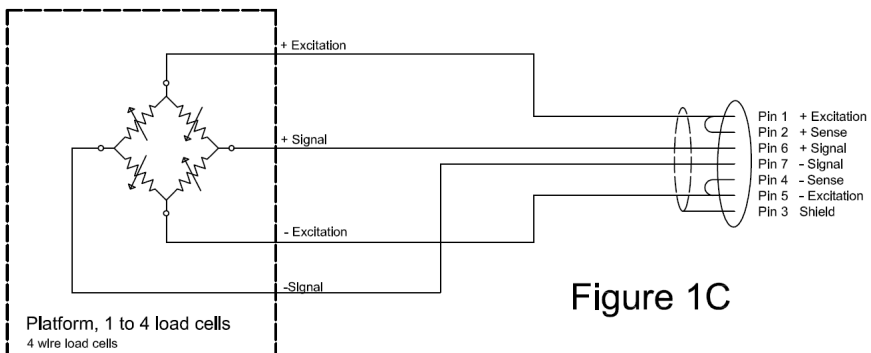 + Excitation
+ Signal
- Excitation
-Signal
Platform, 1 to 4 load cells
4 wire load cells
Pin 1 + Excitation
Pin 2 + Sense
Pin 6 + Signal
Pin 7 - Signal
Pin 4 - Sense
Pin 5 - Excitation
Pin 3 Shield
Figure 1C